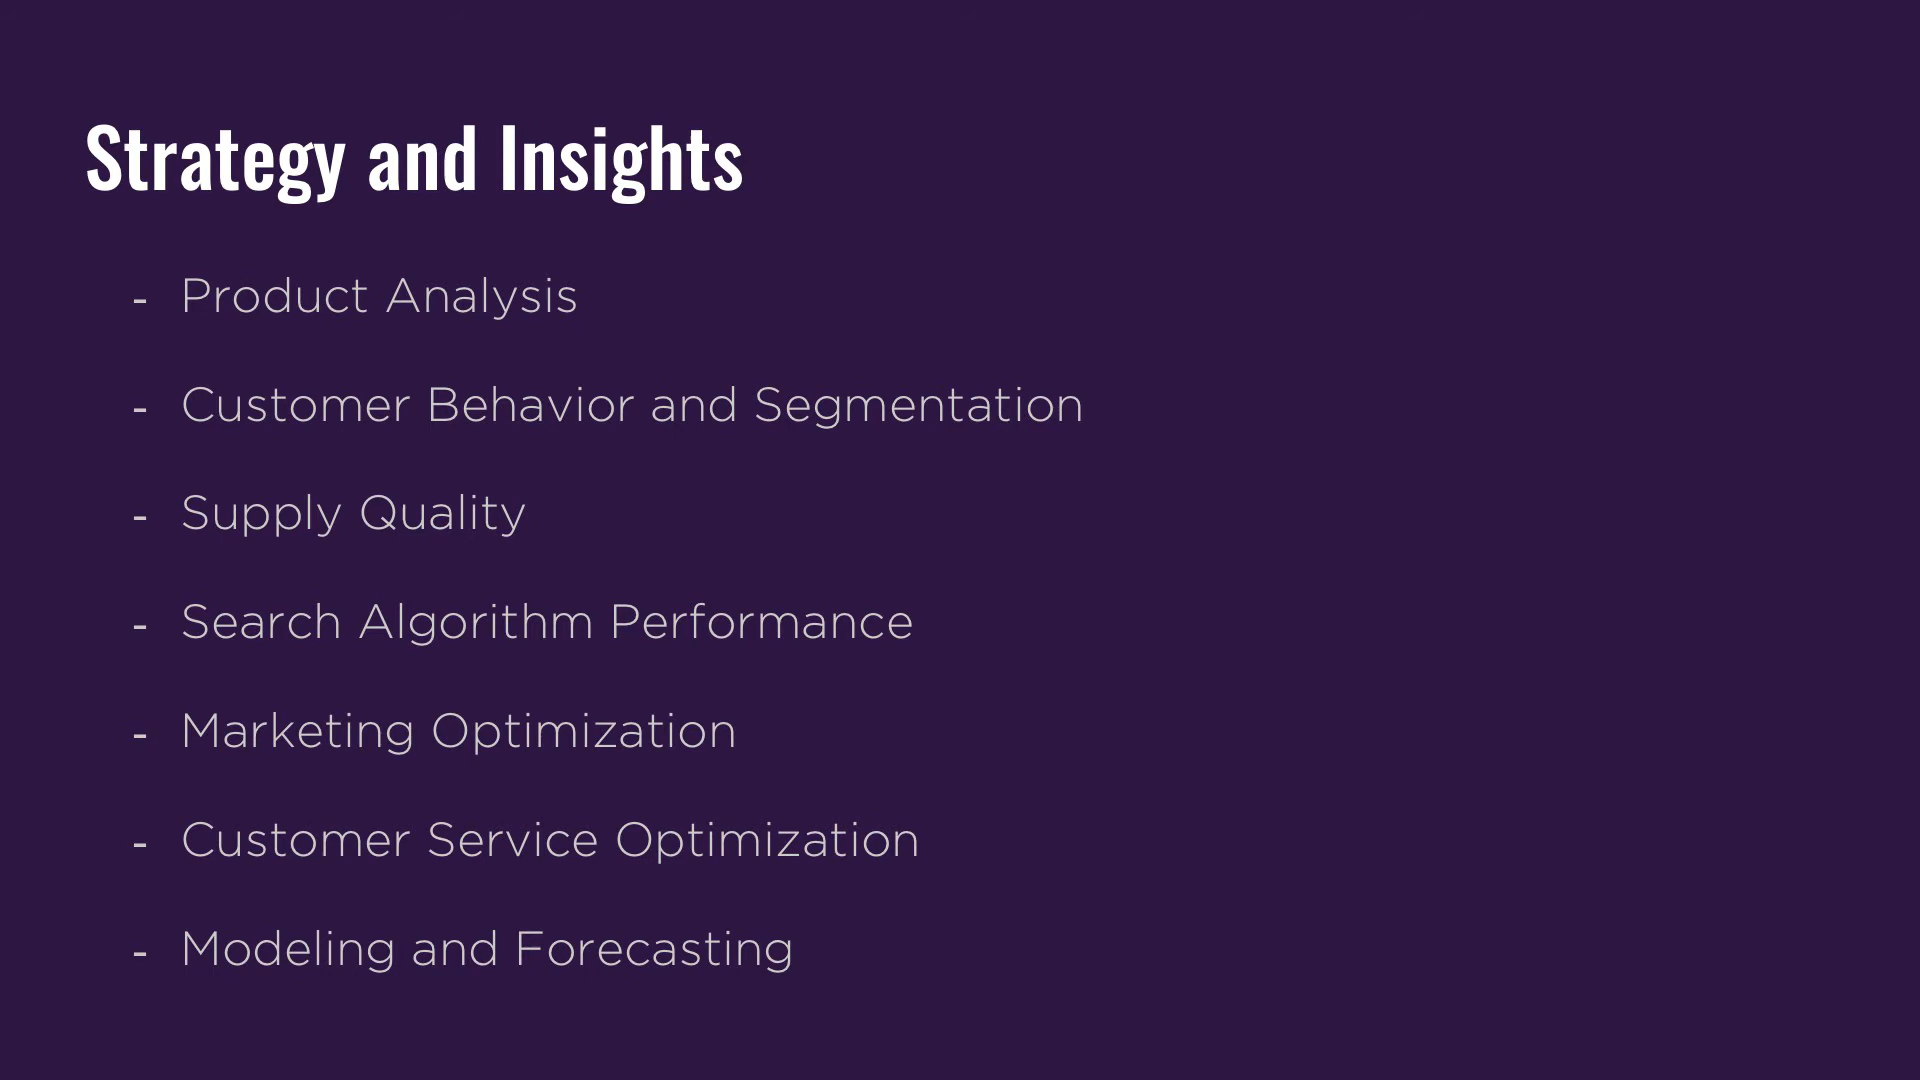 Strategy and Insights
- Product Analysis
- Customer Behavior and Segmentation
- Supply Quality
- Search Algorithm Performance
- Marketing Optimization
- Customer Service Optimization
- Modeling and Forecasting